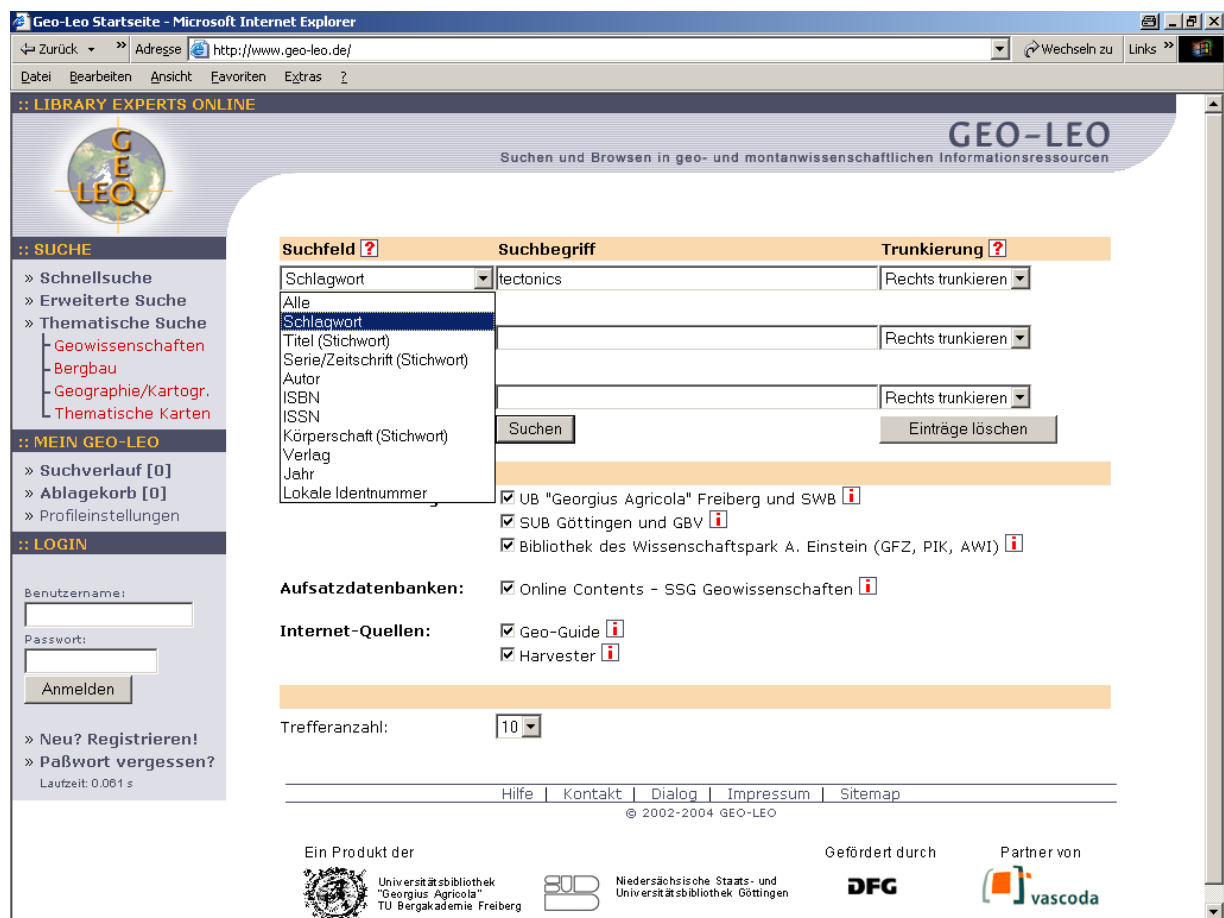 Geo-Leo Startseite - Microsoft Internet Explorer
Zurück » Adresse http://www.geo-leo.de/ Wechseln zu Links »
Datei Bearbeiten Ansicht Favoriten Extras ?
:: LIBRARY EXPERTS ONLINE
GEO
LEO
GEO-LEO
Suchen und Browsen in geo- und montanwissenschaftlichen Informationsressourcen
:: SUCHE
» Schnellsuche
» Erweiterte Suche
» Thematische Suche
Geowissenschaften
Bergbau
Geographie/Kartogr.
Thematische Karten
:: MEIN GEO-LEO
» Suchverlauf [0]
» Ablagekorb [0]
» Profileinstellungen
:: LOGIN
Benutzername:
Passwort:
Anmelden
» Neu? Registrieren!
» Paßwort vergessen?
Laufzeit: 0.061 s
Suchfeld ? Suchbegriff Trunkierung ?
Schlagwort tectonics Rechts trunkieren
Alle
Schlagwort
Titel (Stichwort)
Serie/Zeitschrift (Stichwort)
Autor
ISBN
ISSN
Körperschaft (Stichwort)
Verlag
Jahr
Lokale Identnummer
Rechts trunkieren
Rechts trunkieren
Suchen Einträge löschen
UB "Georgius Agricola" Freiberg und SWB i
SUB Göttingen und GBV i
Bibliothek des Wissenschaftspark A. Einstein (GFZ, PIK, AWI) i
Aufsatzdatenbanken: Online Contents - SSG Geowissenschaften i
Internet-Quellen: Geo-Guide i
Harvester i
Trefferanzahl: 10
Hilfe | Kontakt | Dialog | Impressum | Sitemap
© 2002-2004 GEO-LEO
Ein Produkt der Gefördert durch Partner von
Universitätsbibliothek
"Georgius Agricola"
TU Bergakademie Freiberg
SUB
Niedersächsische Staats- und
Universitätsbibliothek Göttingen
DFG
vascoda